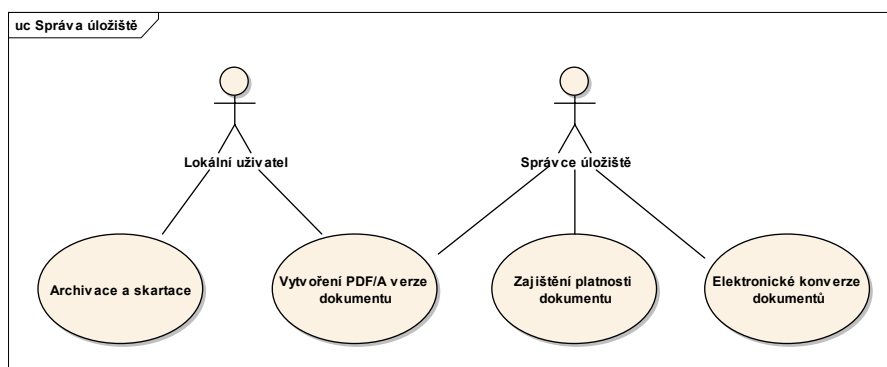 uc Správa úložiště
Lokální uživatel
Správce úložiště
Archivace a skartace
Vytvoření PDF/A verze
dokumentu
Zajištění platnosti
dokumentu
Elektronické konverze
dokumentů